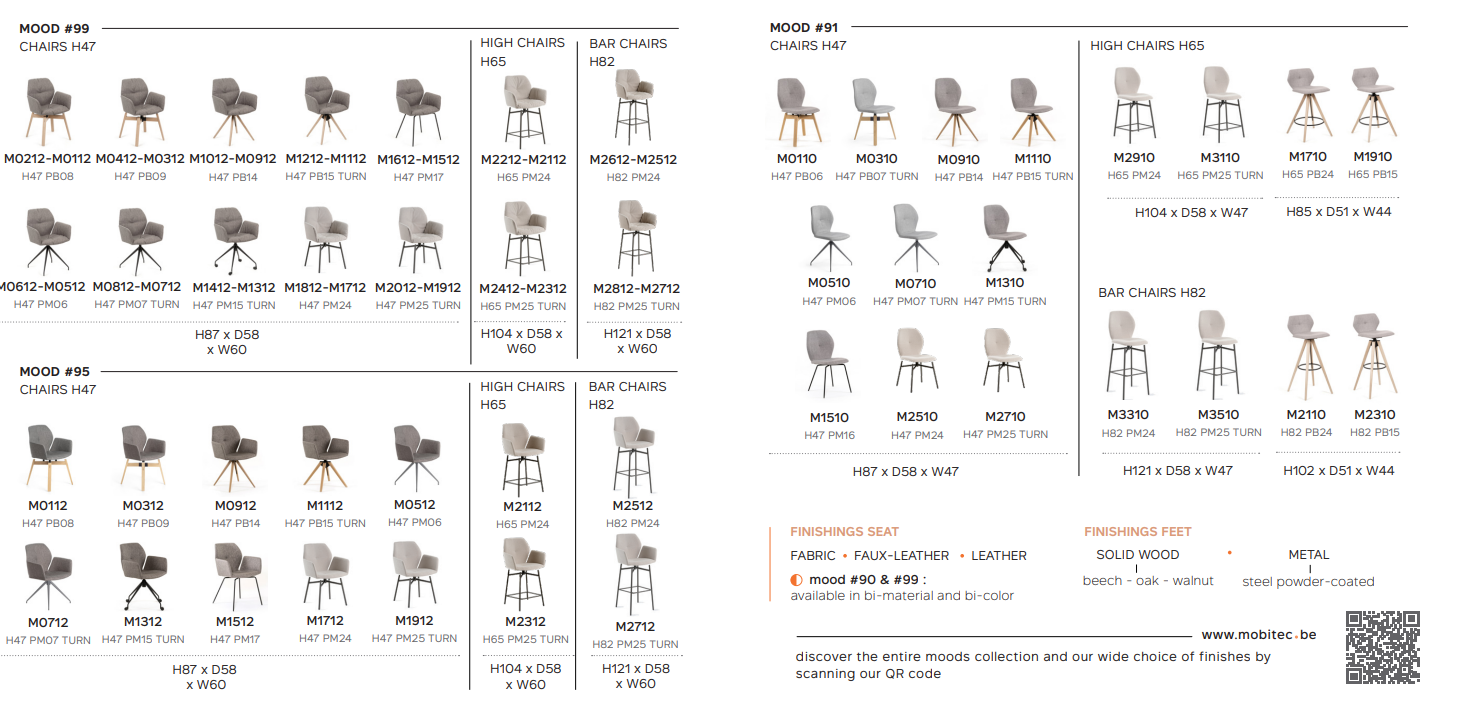 MOOD #99
CHAIRS H47
HIGH CHAIRS
H65
BAR CHAIRS
H82
M0212-M0112 M0412-M0312 M1012-M0912 M1212-M1112 M1612-M1512 M2212-M2112 M2612-M2512
H47 PB08 H47 PB09 H47 PB14 H47 PB15 TURN H47 PM17 H65 PM24 H82 PM24
M0612-M0512 M0812-M0712 M1412-M1312 M1812-M1712 M2012-M1912 M2412-M2312 M2812-M2712
H47 PM06 H47 PM07 TURN H47 PM15 TURN H47 PM24 H47 PM25 TURN H65 PM25 TURN H82 PM25 TURN
H87 x D58
x W60
H104 x D58 x
W60
H121 x D58
x W60
MOOD #95
CHAIRS H47
HIGH CHAIRS
H65
BAR CHAIRS
H82
M0112 M0312 M0912 M1112 M0512 M2112 M2512
H47 PB08 H47 PB09 H47 PB14 H47 PB15 TURN H47 PM06 H65 PM24 H82 PM24
M0712 M1312 M1512 M1712 M1912 M2312 M2712
H47 PM07 TURN H47 PM15 TURN H47 PM17 H47 PM24 H47 PM25 TURN H65 PM25 TURN H82 PM25 TURN
H87 x D58
x W60
H104 x D58
x W60
H121 x D58
x W60
MOOD #91
CHAIRS H47
M0110 M0310 M0910 M1110
H47 PB06 H47 PB07 TURN H47 PB14 H47 PB15 TURN
M0510 M0710 M1310
H47 PM06 H47 PM07 TURN H47 PM15 TURN
M1510 M2510 M2710
H47 PM16 H47 PM24 H47 PM25 TURN
H87 x D58 x W47
HIGH CHAIRS H65
M2910 M3110 M1710 M1910
H65 PM24 H65 PM25 TURN H65 PB24 H65 PB15
H104 x D58 x W47 H85 x D51 x W44
BAR CHAIRS H82
M3310 M3510 M2110 M2310
H82 PM24 H82 PM25 TURN H82 PB24 H82 PB15
H121 x D58 x W47 H102 x D51 x W44
FINISHINGS SEAT
FABRIC • FAUX-LEATHER • LEATHER
mood #90 & #99 :
available in bi-material and bi-color
FINISHINGS FEET
SOLID WOOD • METAL
beech - oak - walnut steel powder-coated
www.mobitec.be
discover the entire moods collection and our wide choice of finishes by
scanning our QR code